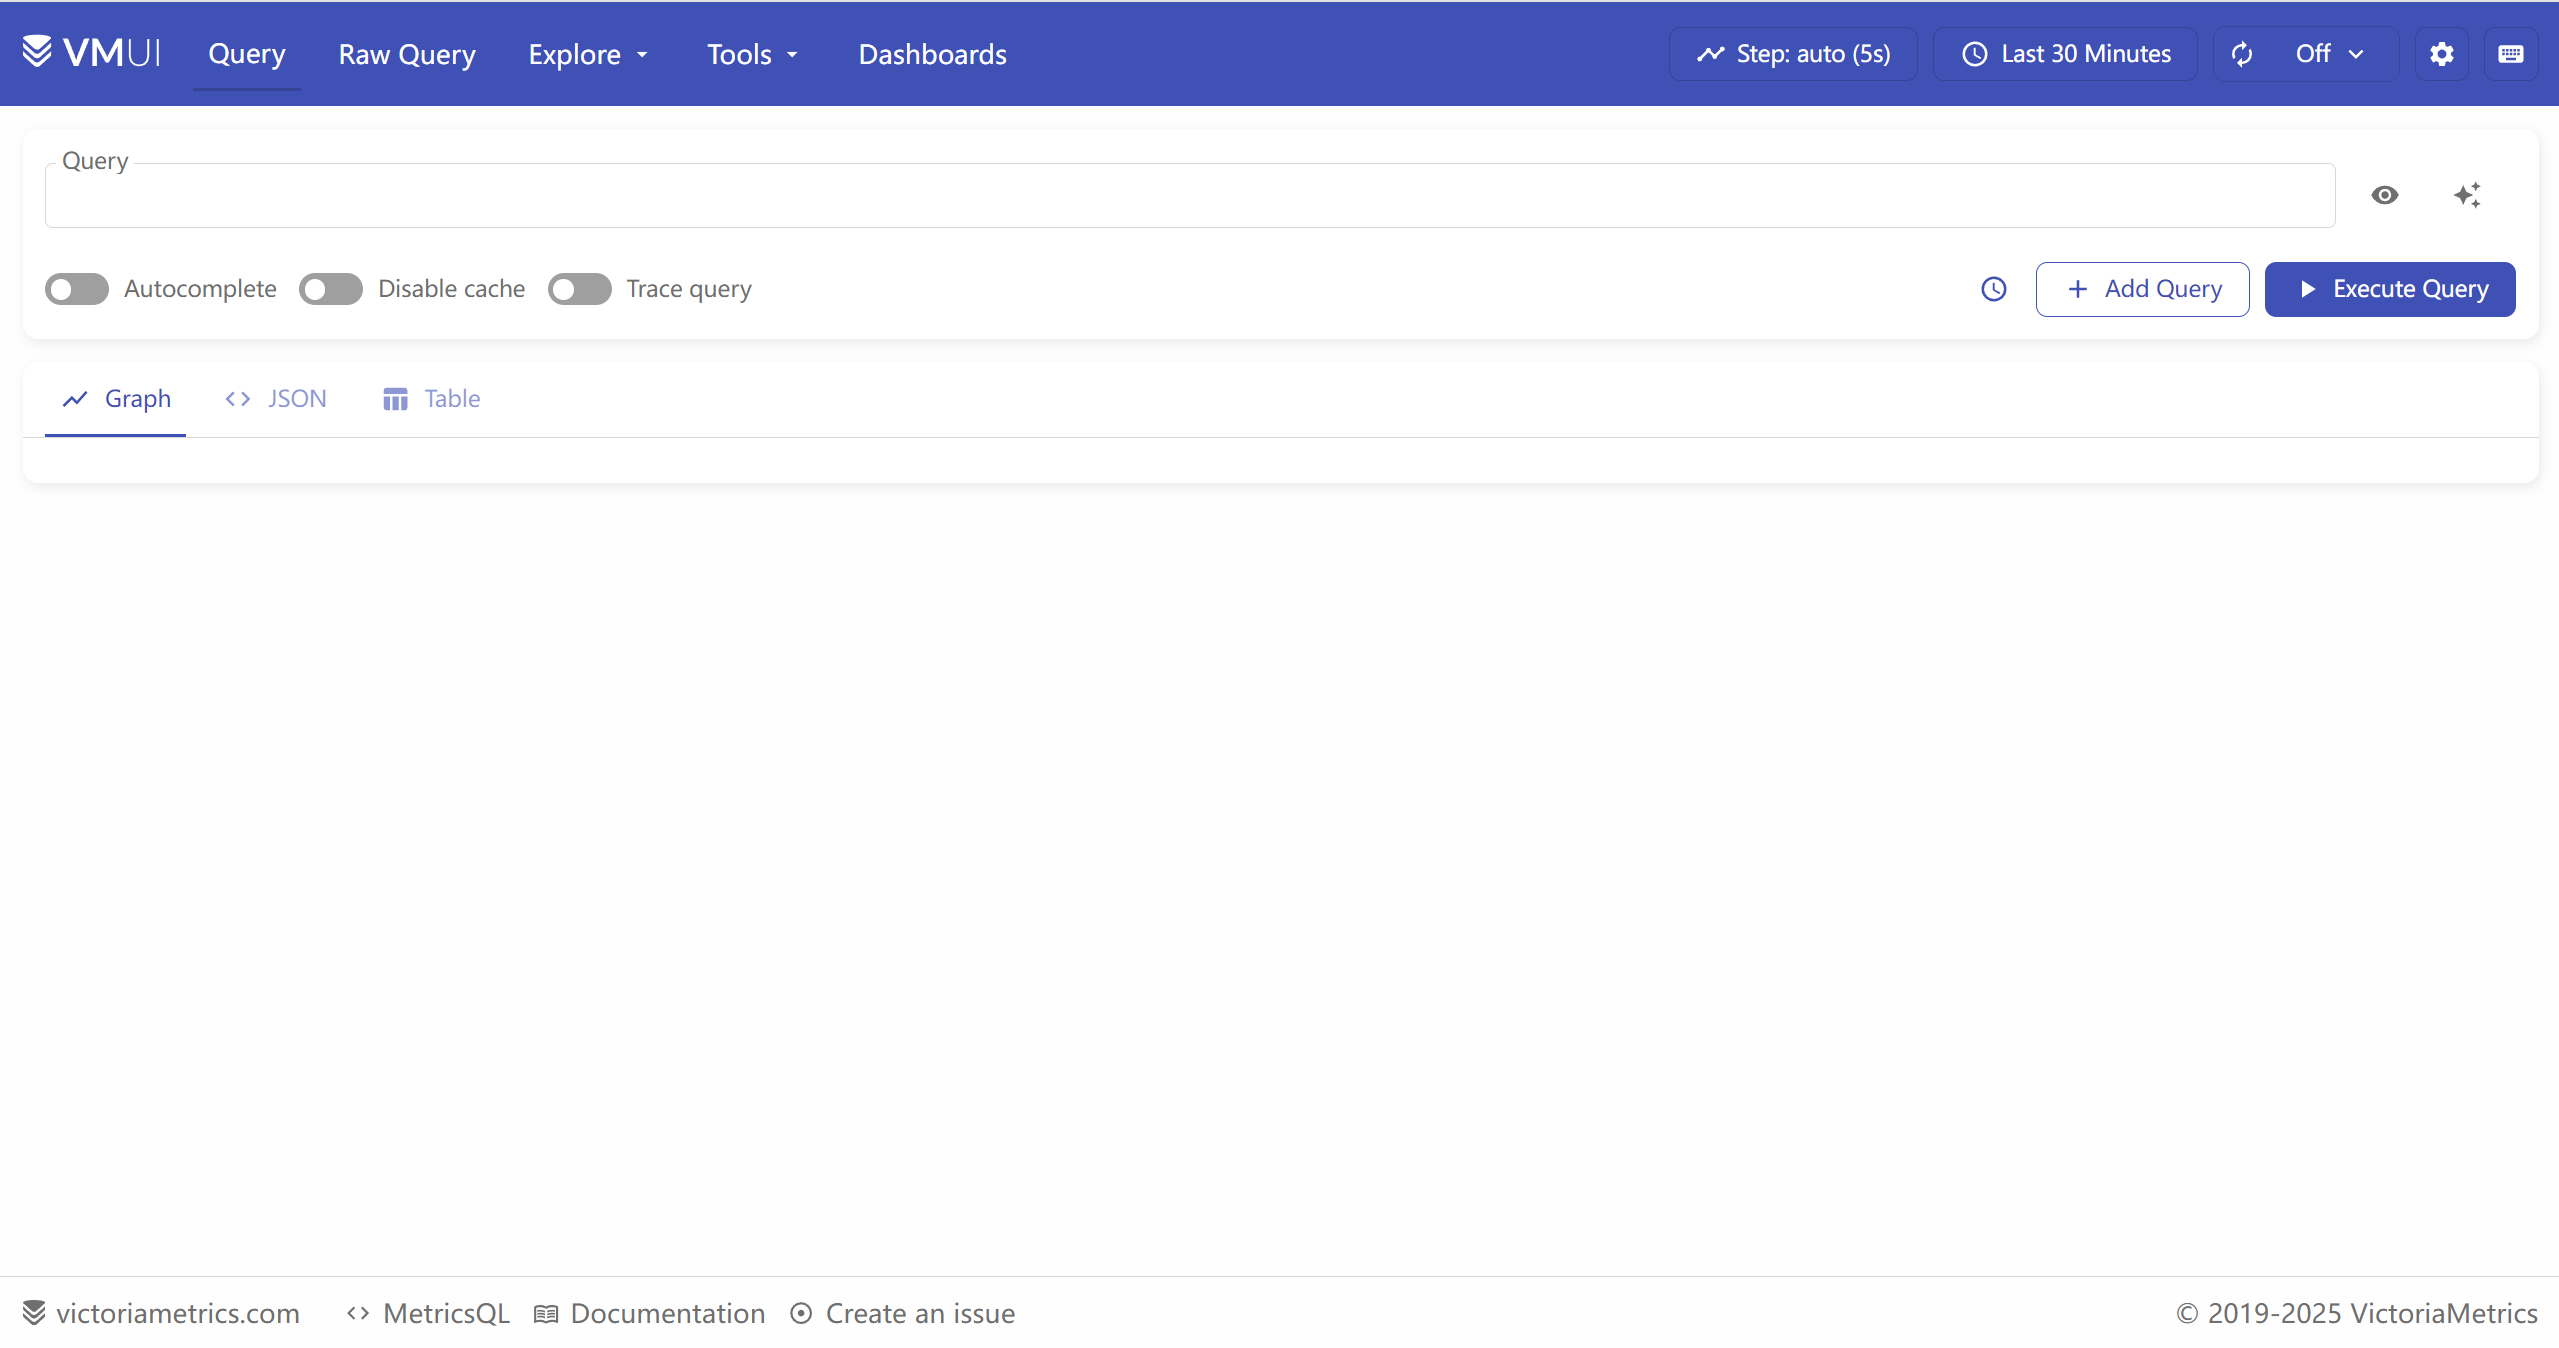 VMUI Query Raw Query Explore Tools Dashboards Step: auto (5s) Last 30 Minutes Off
Query
Autocomplete Disable cache Trace query Add Query Execute Query
Graph JSON Table
victoriametrics.com MetricsQL Documentation Create an issue © 2019-2025 VictoriaMetrics